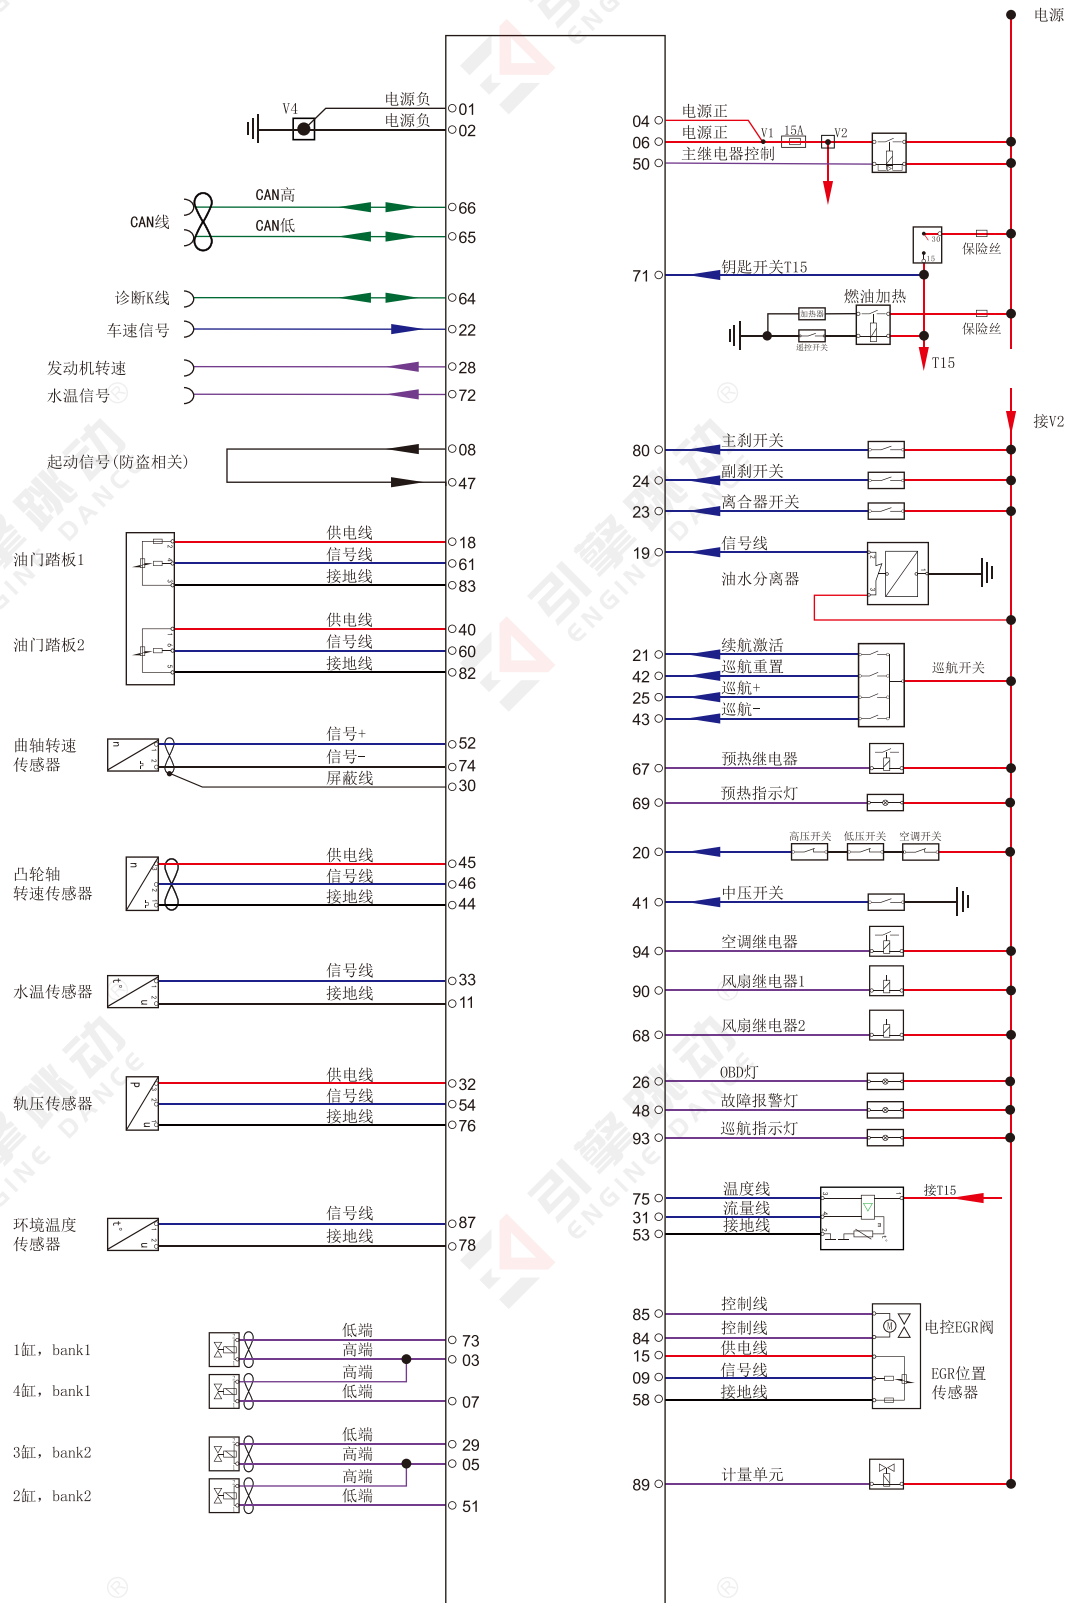 电源
电源负
01
V4
电源负
02
CAN高
66
CAN线
CAN低
65
诊断K线
64
车速信号
22
发动机转速
28
水温信号
72
起动信号(防盗相关)
08
47
油门踏板1
供电线
18
信号线
61
接地线
83
油门踏板2
供电线
40
信号线
60
接地线
82
曲轴转速
传感器
信号+
52
信号-
74
屏蔽线
30
凸轮轴
转速传感器
供电线
45
信号线
46
接地线
44
水温传感器
信号线
33
接地线
11
轨压传感器
供电线
32
信号线
54
接地线
76
环境温度
传感器
信号线
87
接地线
78
1缸，bank1
低端
73
高端
03
4缸，bank1
高端
低端
07
3缸，bank2
低端
29
高端
05
2缸，bank2
高端
低端
51
04
电源正
06
电源正
V1
15A
V2
50
主继电器控制
71
钥匙开关T15
30
15
保险丝
燃油加热
加热器
遥控开关
保险丝
T15
接V2
80
主刹开关
24
副刹开关
23
离合器开关
19
信号线
油水分离器
21
续航激活
42
巡航重置
25
巡航+
43
巡航-
巡航开关
67
预热继电器
69
预热指示灯
20
高压开关
低压开关
空调开关
41
中压开关
94
空调继电器
90
风扇继电器1
68
风扇继电器2
26
OBD灯
48
故障报警灯
93
巡航指示灯
75
温度线
接T15
31
流量线
53
接地线
85
控制线
84
控制线
M
电控EGR阀
15
供电线
09
信号线
EGR位置
传感器
58
接地线
89
计量单元
引擎跳动
ENGINE DANCE